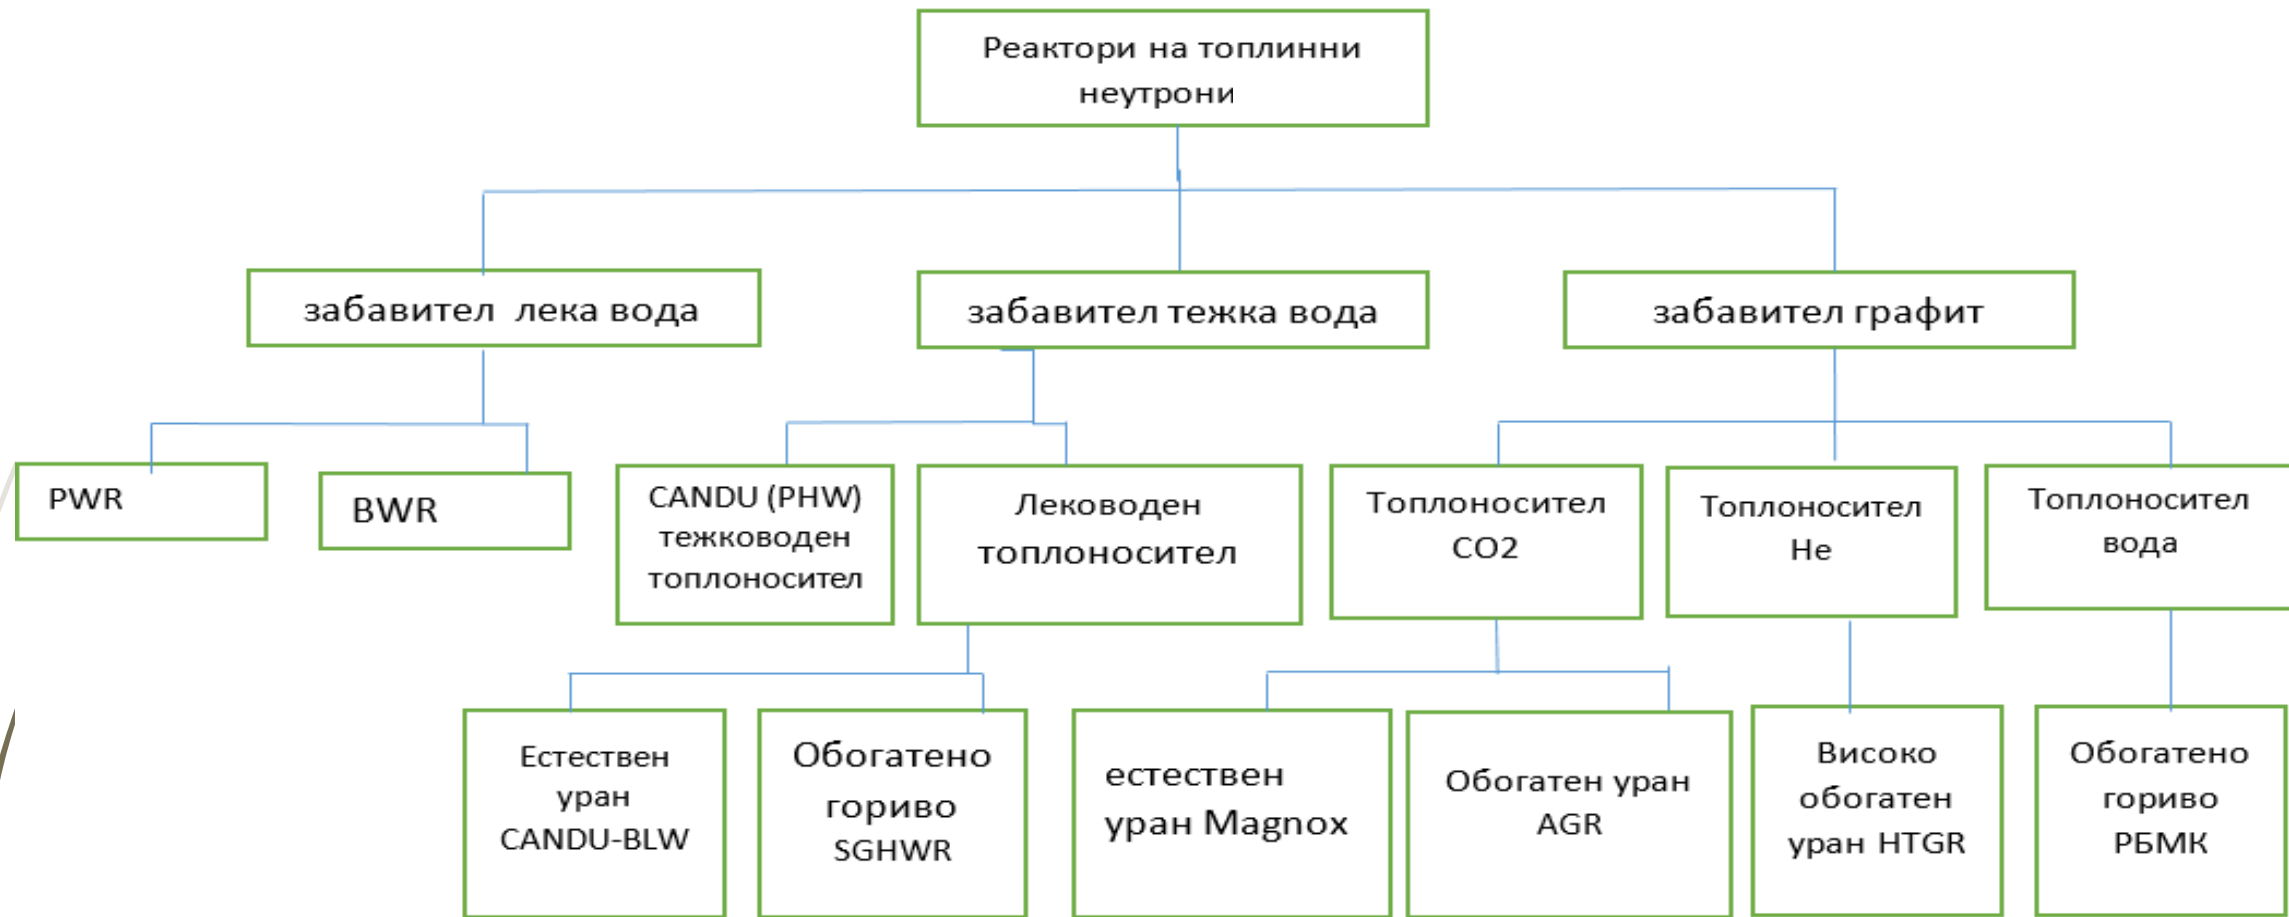 Реактори на топлинни
неутрони
забавител лека вода
забавител тежка вода
забавител графит
PWR
BWR
CANDU (PHW)
тежководен
топлоносител
Леководен
топлоносител
Топлоносител
CO2
Топлоносител
He
Топлоносител
вода
Естествен
уран
CANDU-BLW
Обогатено
гориво
SGHWR
естествен
уран Magnox
Обогатен уран
AGR
Високо
обогатен
уран HTGR
Обогатено
гориво
РБМК